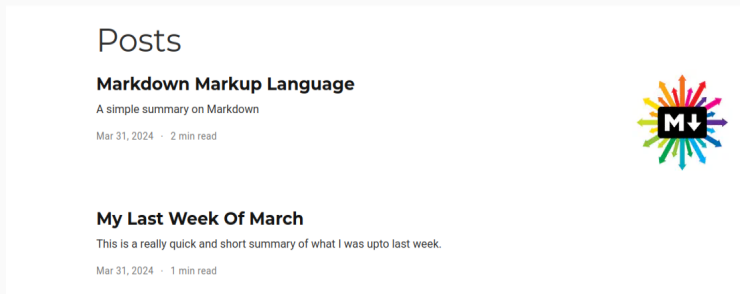 Posts
Markdown Markup Language
A simple summary on Markdown
Mar 31, 2024 · 2 min read
M
My Last Week Of March
This is a really quick and short summary of what I was upto last week.
Mar 31, 2024 · 1 min read